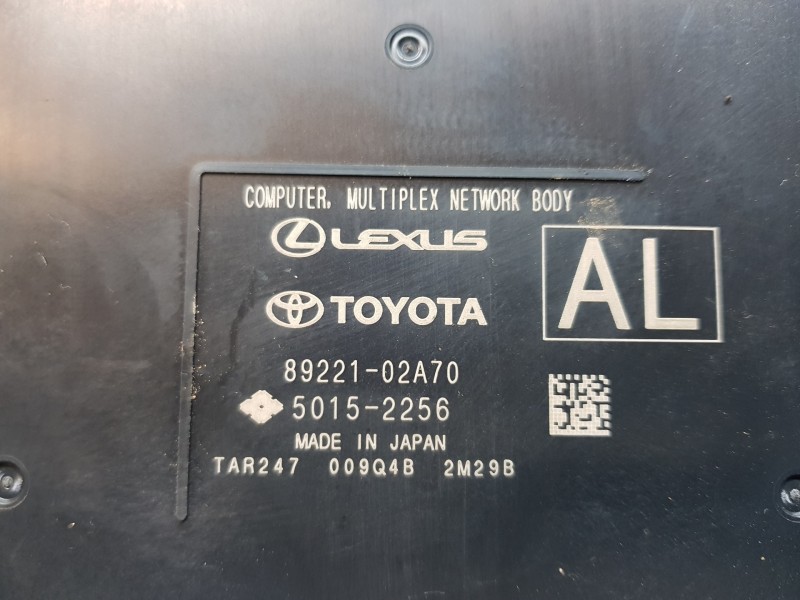 COMPUTER, MULTIPLEX NETWORK BODY
LEXUS
AL
TOYOTA
89221-02A70
5015-2256
MADE IN JAPAN
TAR247 009Q4B 2M29B